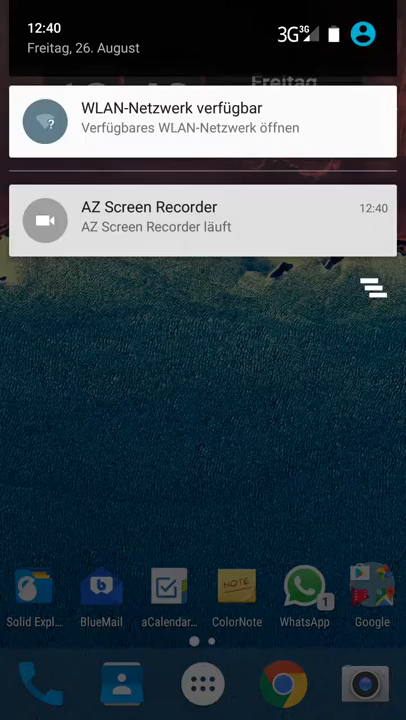 12:40
Freitag, 26. August
3G 3G
Freitag
WLAN-Netzwerk verfügbar
Verfügbares WLAN-Netzwerk öffnen
AZ Screen Recorder
12:40
AZ Screen Recorder läuft
NOTE
1
Solid Expl... BlueMail aCalendar... ColorNote WhatsApp Google